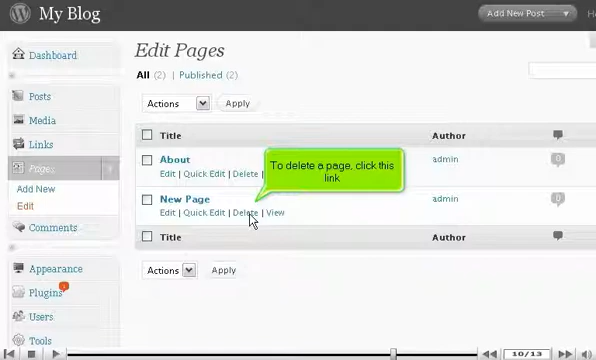 My Blog
Add New Post
H
Dashboard
Edit Pages
All (2) | Published (2)
Posts
Actions
Apply
Media
Links
Title
Author
Pages
About
admin
0
Edit | Quick Edit | Delete |
To delete a page, click this
link
Add New
New Page
admin
0
Edit
Edit | Quick Edit | Delete | View
Comments
Title
Author
Appearance
Actions
Apply
Plugins
1
Users
Tools
10/13